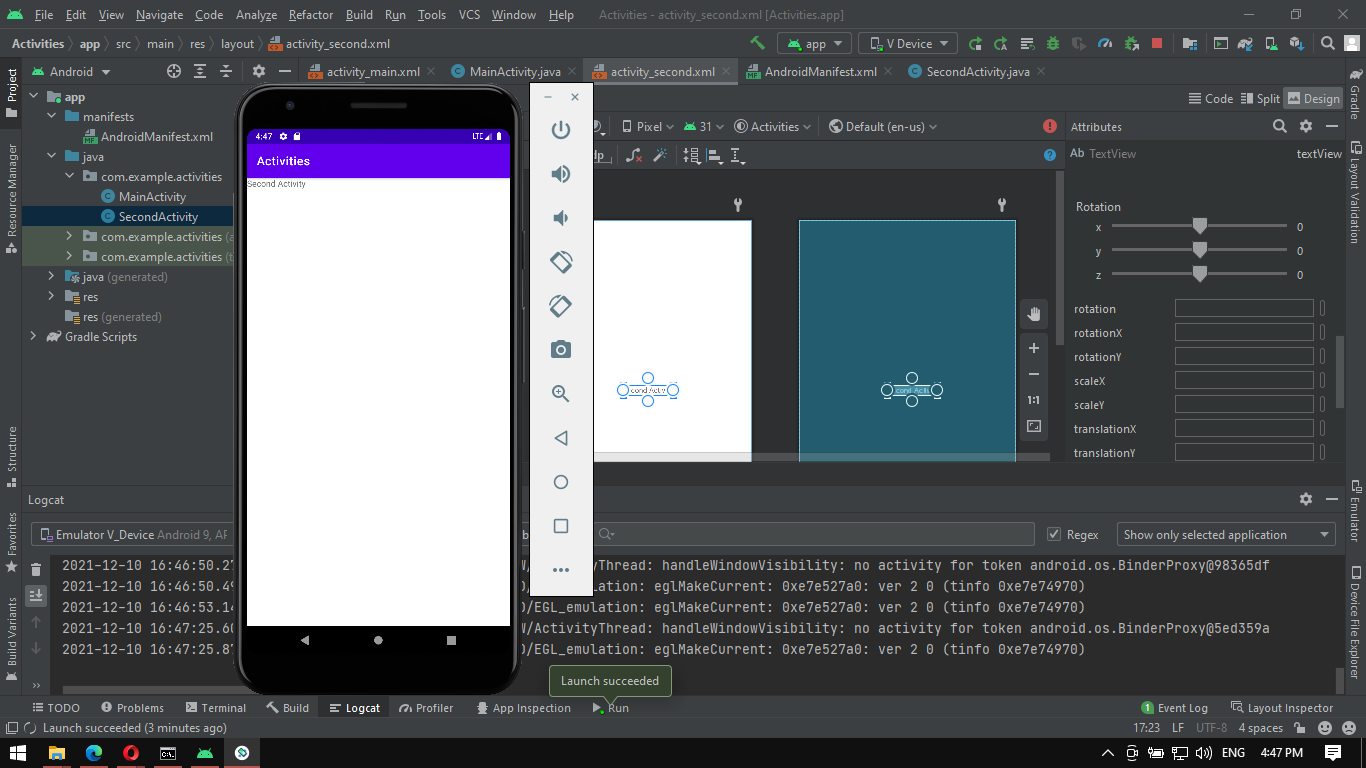 File Edit View Navigate Code Analyze Refactor Build Run Tools VCS Window Help Activities - activity_second.xml [Activities.app]
Activities app src main res layout activity_second.xml app V Device
Project
Android activity_main.xml MainActivity.java activity_second.xml AndroidManifest.xml SecondActivity.java
Gradle
app
Code Split Design
manifests
AndroidManifest.xml
Pixel 31 Activities Default (en-us)
Attributes
4:47 LTE
Activities
Second Activity
java
com.example.activities
MainActivity
SecondActivity
com.example.activities
com.example.activities
java (generated)
res
res (generated)
Gradle Scripts
Ab TextView textView
Rotation
x 0
y 0
z 0
rotation
rotationX
rotationY
scaleX
scaleY
translationX
translationY
1:1
Resource Manager
Structure
Favorites
Build Variants
Layout Validation
Emulator
Device File Explorer
Logcat
Emulator V_Device Android 9, AP
Regex Show only selected application
2021-12-10 16:46:50.27 W/ActivityThread: handleWindowVisibility: no activity for token android.os.BinderProxy@98365df
2021-12-10 16:46:50.49 lation: eglMakeCurrent: 0xe7e527a0: ver 2 0 (tinfo 0xe7e74970)
2021-12-10 16:46:53.14 /EGL_emulation: eglMakeCurrent: 0xe7e527a0: ver 2 0 (tinfo 0xe7e74970)
2021-12-10 16:47:25.60 W/ActivityThread: handleWindowVisibility: no activity for token android.os.BinderProxy@5ed359a
2021-12-10 16:47:25.87 /EGL_emulation: eglMakeCurrent: 0xe7e527a0: ver 2 0 (tinfo 0xe7e74970)
Launch succeeded
TODO Problems Terminal Build Logcat Profiler App Inspection Run 1 Event Log Layout Inspector
Launch succeeded (3 minutes ago) 17:23 LF UTF-8 4 spaces
ENG 4:47 PM